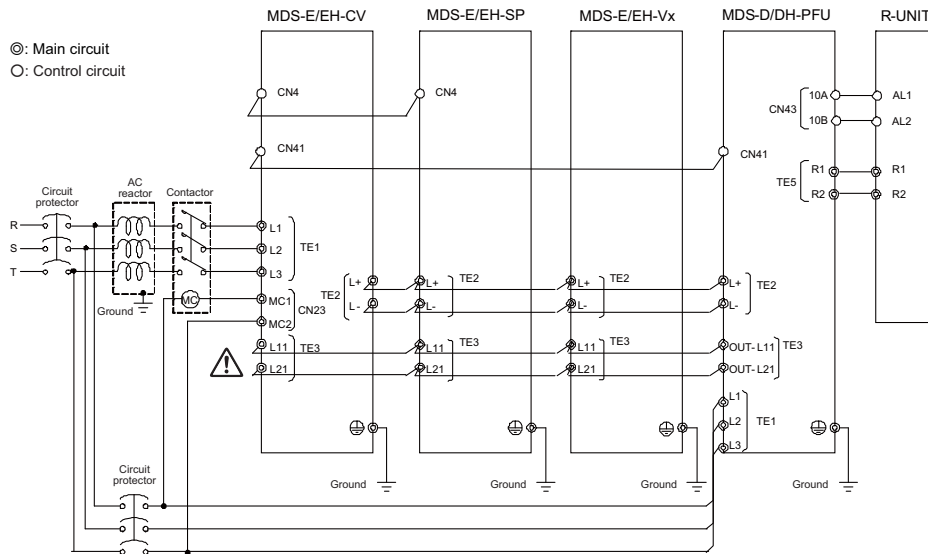 MDS-E/EH-CV
MDS-E/EH-SP
MDS-E/EH-Vx
MDS-D/DH-PFU
R-UNIT
◎: Main circuit
○: Control circuit
CN4
CN4
10A
10B
CN43
AL1
AL2
CN41
CN41
R1
R2
TE5
R1
R2
Circuit
protector
AC
reactor
Contactor
R
S
T
L1
L2
L3
TE1
Ground
MC
MC1
MC2
CN23
L+
L-
TE2
L+
L-
TE2
L+
L-
TE2
L+
L-
TE2
L11
L21
TE3
L11
L21
TE3
L11
L21
TE3
OUT- L11
OUT- L21
TE3
L1
L2
L3
TE1
Ground
Ground
Ground
Ground
Circuit
protector